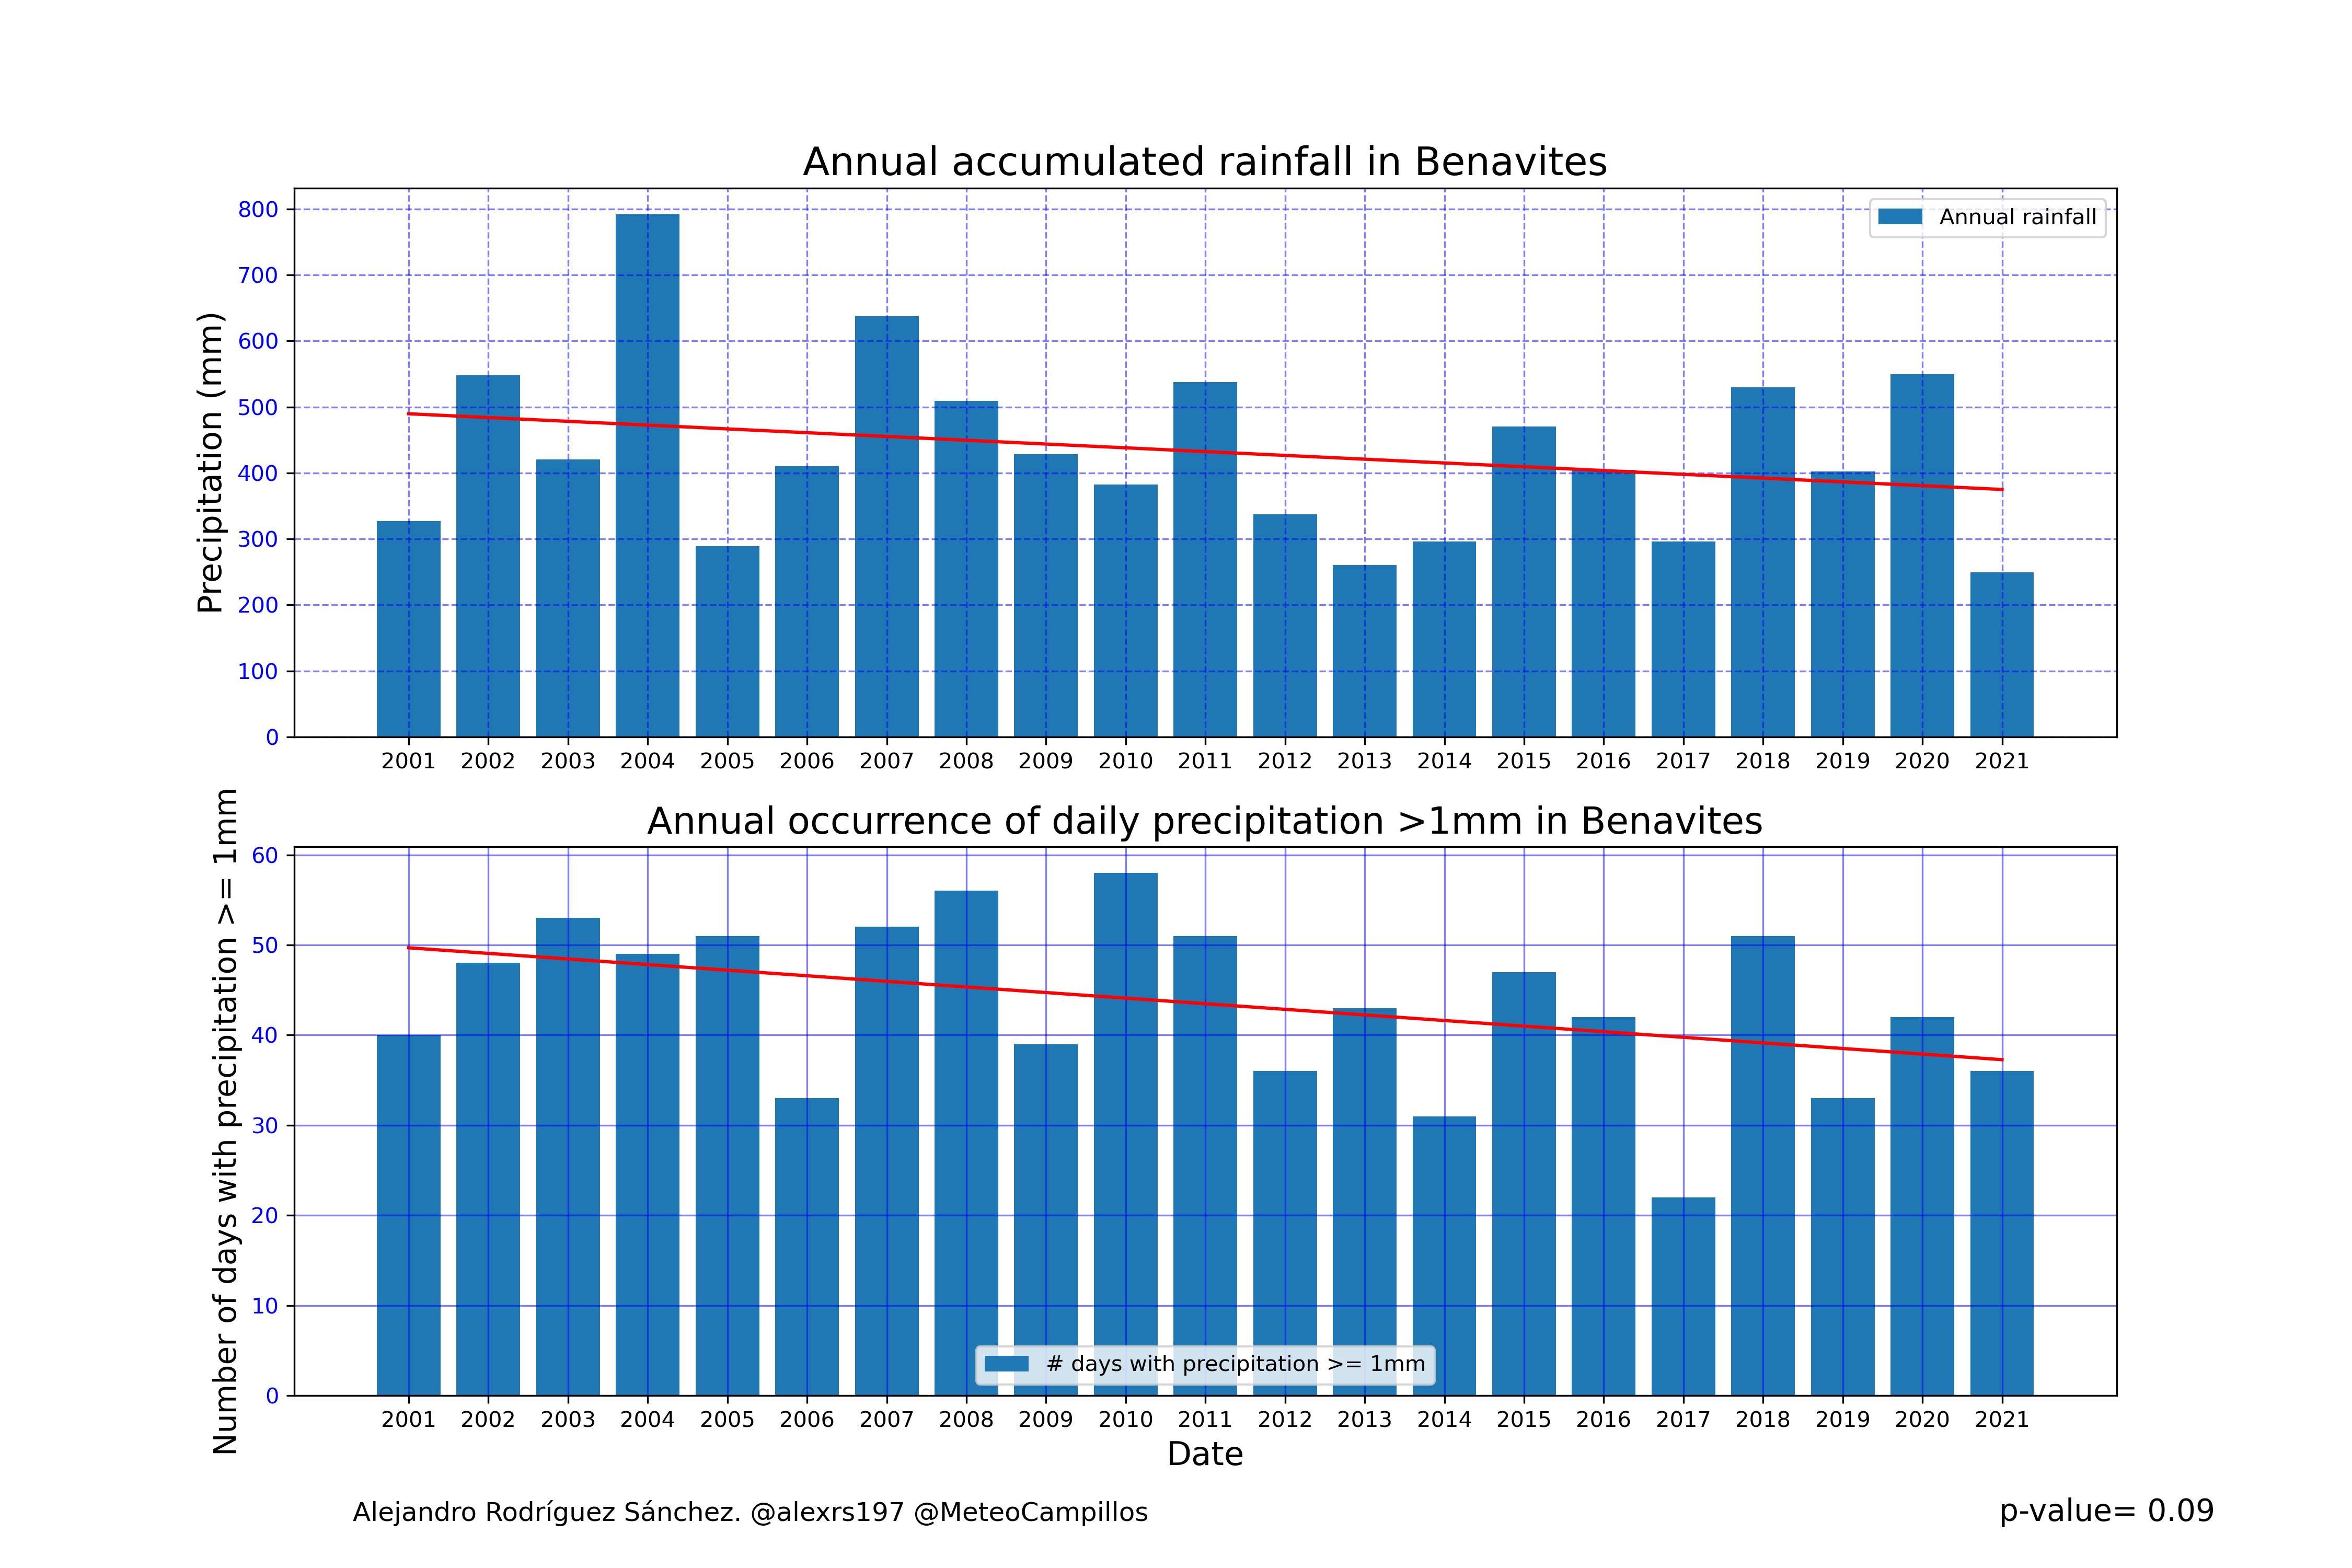 Annual accumulated rainfall in Benavites
Precipitation (mm)
800
700
600
500
400
300
200
100
0
Annual rainfall
2001 2002 2003 2004 2005 2006 2007 2008 2009 2010 2011 2012 2013 2014 2015 2016 2017 2018 2019 2020 2021
Annual occurrence of daily precipitation >1mm in Benavites
Number of days with precipitation >= 1mm
60
50
40
30
20
10
0
# days with precipitation >= 1mm
2001 2002 2003 2004 2005 2006 2007 2008 2009 2010 2011 2012 2013 2014 2015 2016 2017 2018 2019 2020 2021
Date
Alejandro Rodríguez Sánchez. @alexrs197 @MeteoCampillos
p-value= 0.09